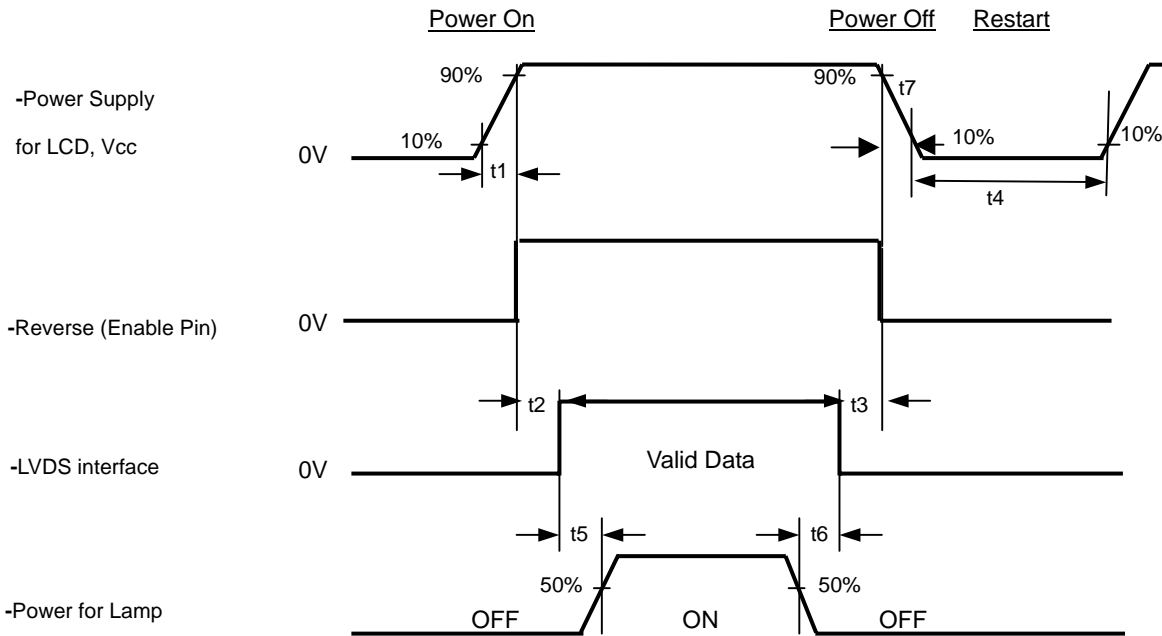 Power On
Power Off
Restart
90%
90%
t7
-Power Supply
for LCD, Vcc
0V
10%
10%
10%
t1
t4
-Reverse (Enable Pin)
0V
t2
t3
-LVDS interface
0V
Valid Data
t5
t6
50%
50%
-Power for Lamp
OFF
ON
OFF